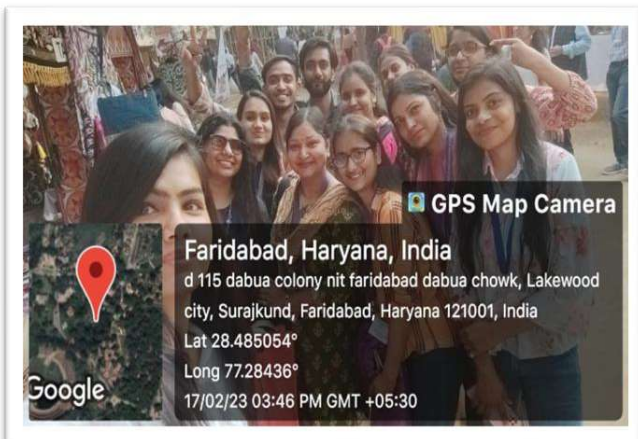 GPS Map Camera
Faridabad, Haryana, India
d 115 dabua colony nit faridabad dabua chowk, Lakewood
city, Surajkund, Faridabad, Haryana 121001, India
Lat 28.485054°
Long 77.28436°
17/02/23 03:46 PM GMT +05:30
Google